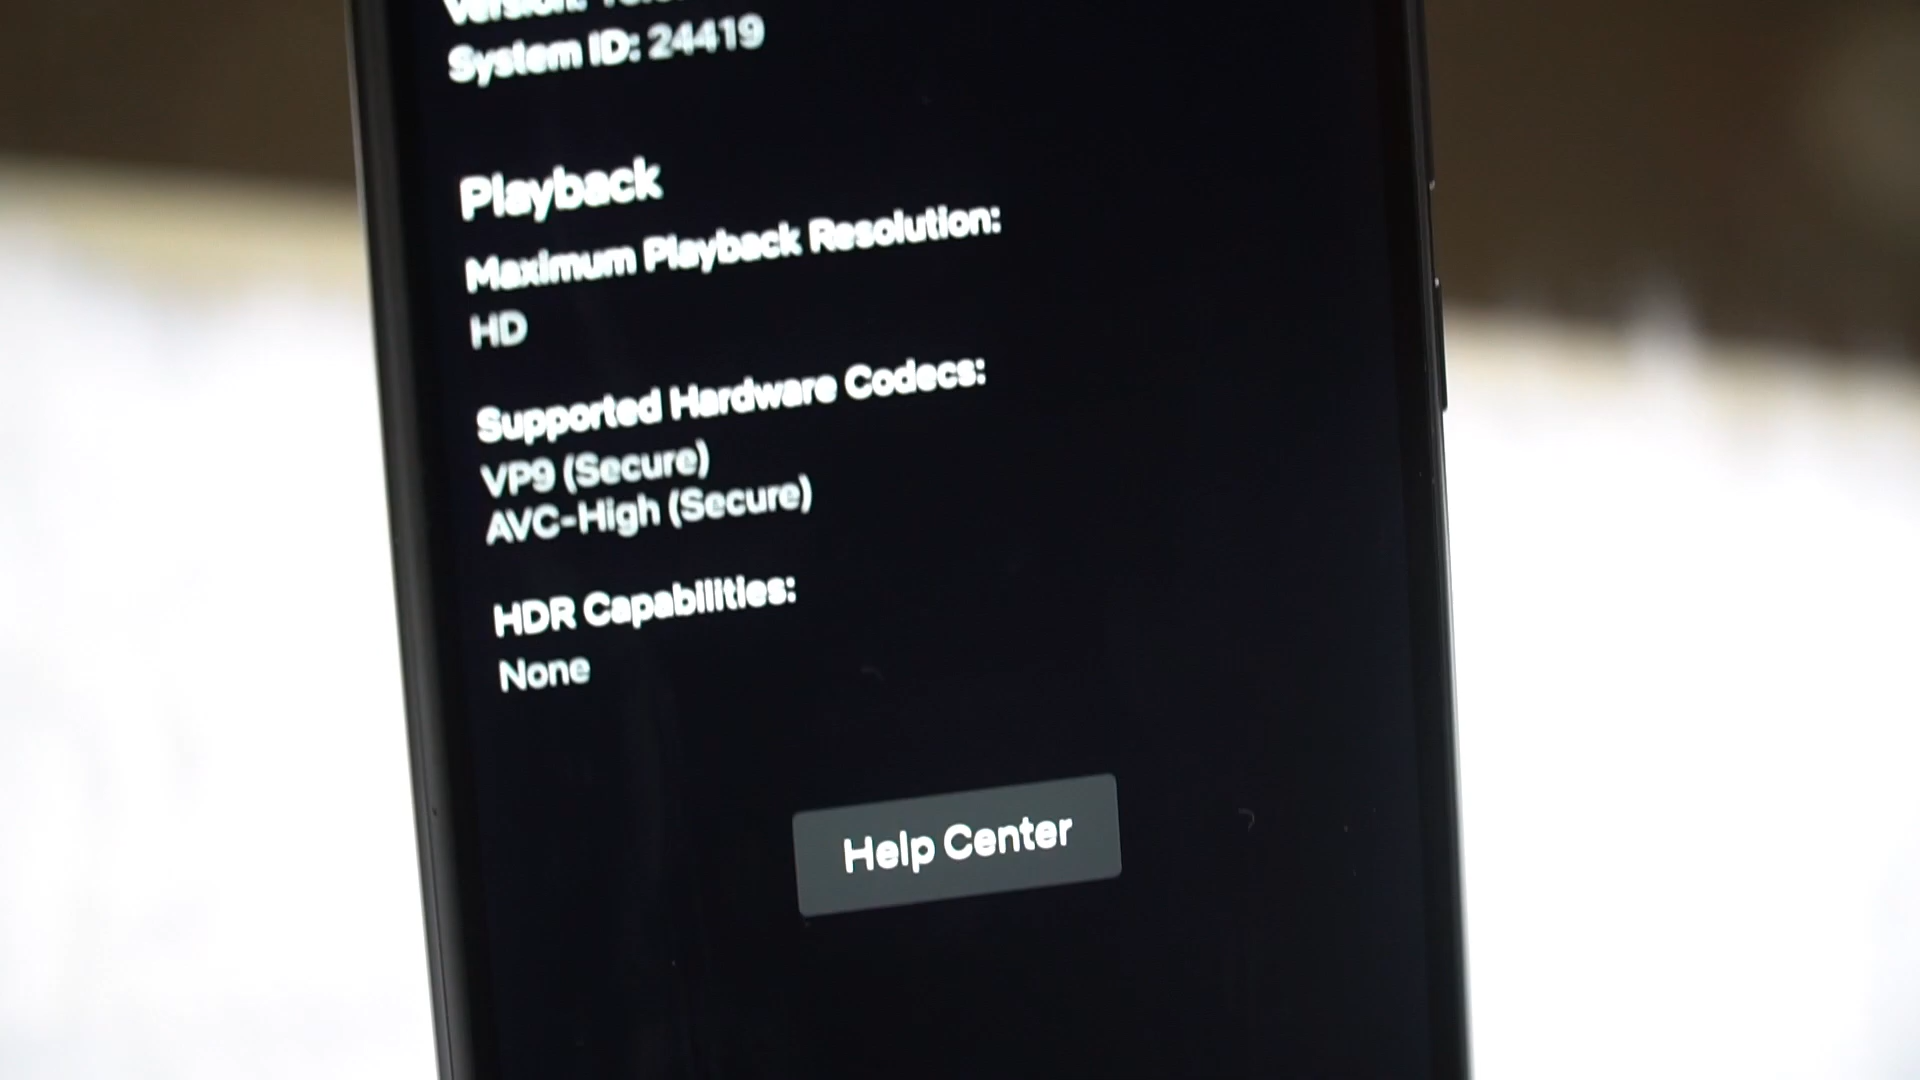 Version:
System ID: 24419
Playback
Maximum Playback Resolution:
HD
Supported Hardware Codecs:
VP9 (Secure)
AVC-High (Secure)
HDR Capabilities:
None
Help Center